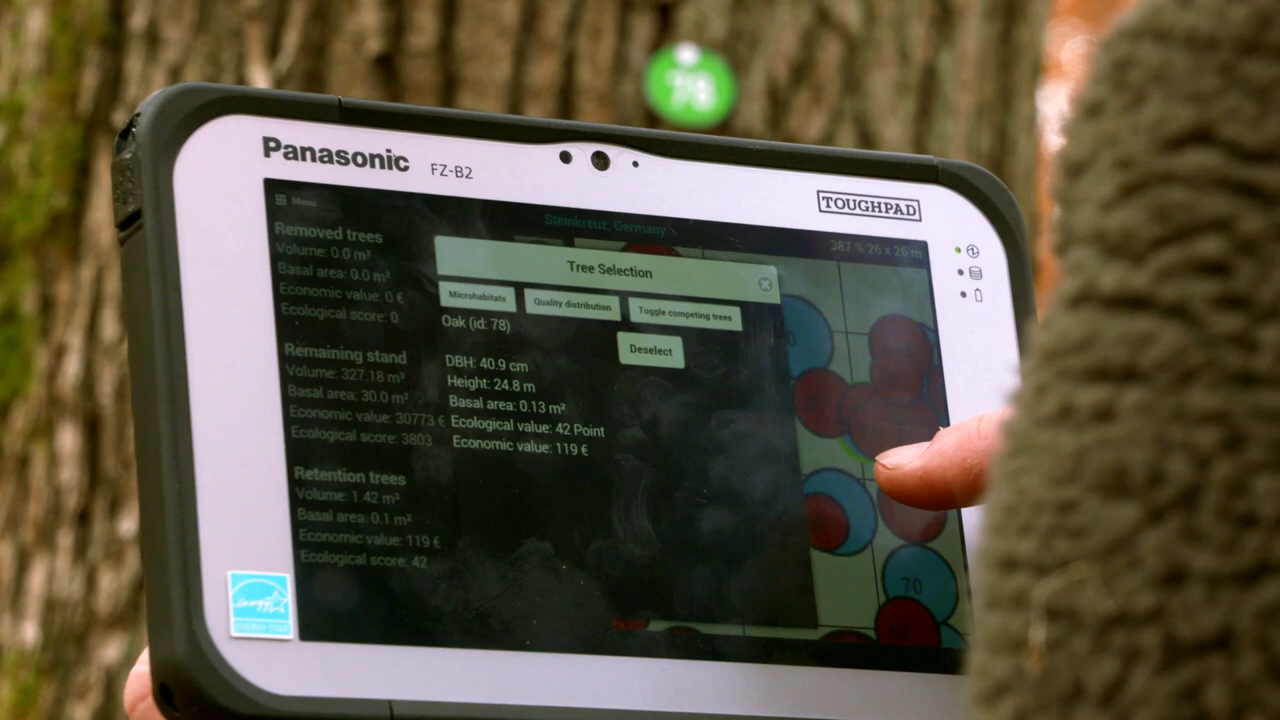 78
Panasonic FZ-B2
TOUGHPAD
Menu
Steinkreuz, Germany
387 % 26 x 26 m
Removed trees
Volume: 0.0 m³
Basal area: 0.0 m²
Economic value: 0 €
Ecological score: 0
Remaining stand
Volume: 327.18 m³
Basal area: 30.0 m²
Economic value: 30773 €
Ecological score: 3803
Retention trees
Volume: 1.42 m³
Basal area: 0.1 m²
Economic value: 119 €
Ecological score: 42
Tree Selection
Microhabitats
Quality distribution
Toggle competing trees
Oak (id: 78)
Deselect
DBH: 40.9 cm
Height: 24.8 m
Basal area: 0.13 m²
Ecological value: 42 Point
Economic value: 119 €
70
energy
ENERGY STAR